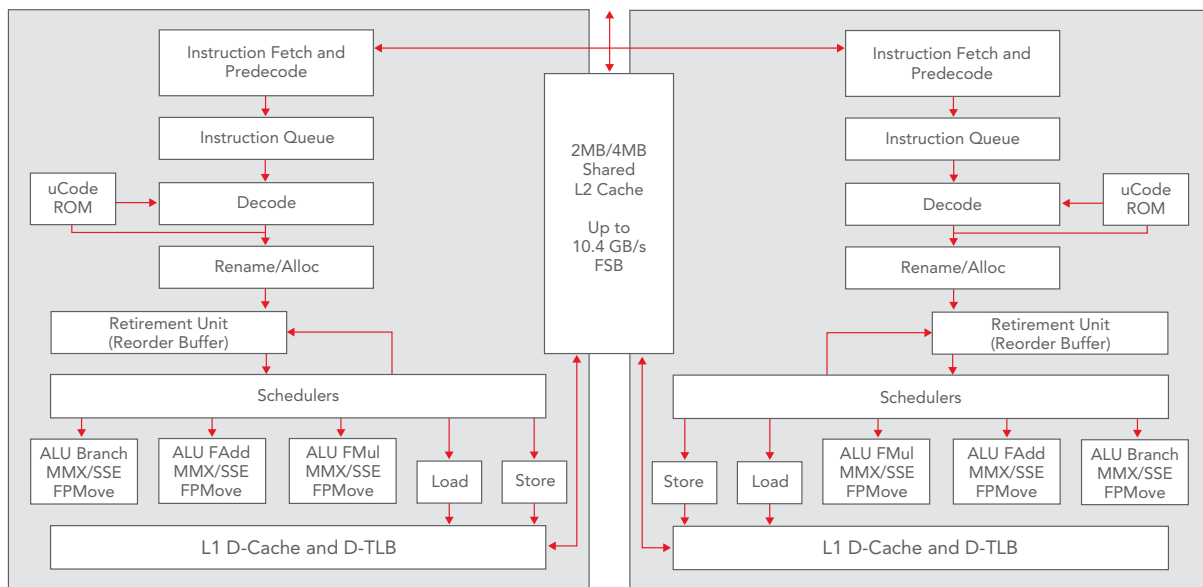 Instruction Fetch and
Predecode
Instruction Queue
uCode
ROM
Decode
Rename/Alloc
Retirement Unit
(Reorder Buffer)
Schedulers
ALU Branch
MMX/SSE
FPMove
ALU FAdd
MMX/SSE
FPMove
ALU FMul
MMX/SSE
FPMove
Load
Store
L1 D-Cache and D-TLB
2MB/4MB
Shared
L2 Cache
Up to
10.4 GB/s
FSB
Instruction Fetch and
Predecode
Instruction Queue
Decode
uCode
ROM
Rename/Alloc
Retirement Unit
(Reorder Buffer)
Schedulers
Store
Load
ALU FMul
MMX/SSE
FPMove
ALU FAdd
MMX/SSE
FPMove
ALU Branch
MMX/SSE
FPMove
L1 D-Cache and D-TLB